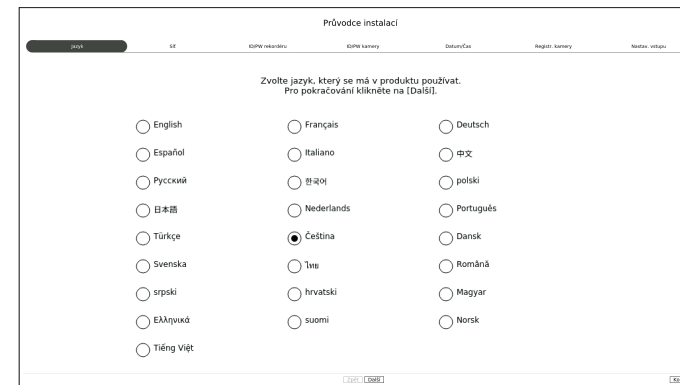 Průvodce instalací
Jazyk Síť ID/PW rekordéru ID/PW kamery Datum/Čas Registr. kamery Nastav. vstupu
Zvolte jazyk, který se má v produktu používat.
Pro pokračování klikněte na [Další].
English Français Deutsch
Español Italiano 中文
Русский 한국어 polski
日本語 Nederlands Português
Türkçe Čeština Dansk
Svenska ไทย Română
srpski hrvatski Magyar
Ελληνικά suomi Norsk
Tiếng Việt
Zpět Další